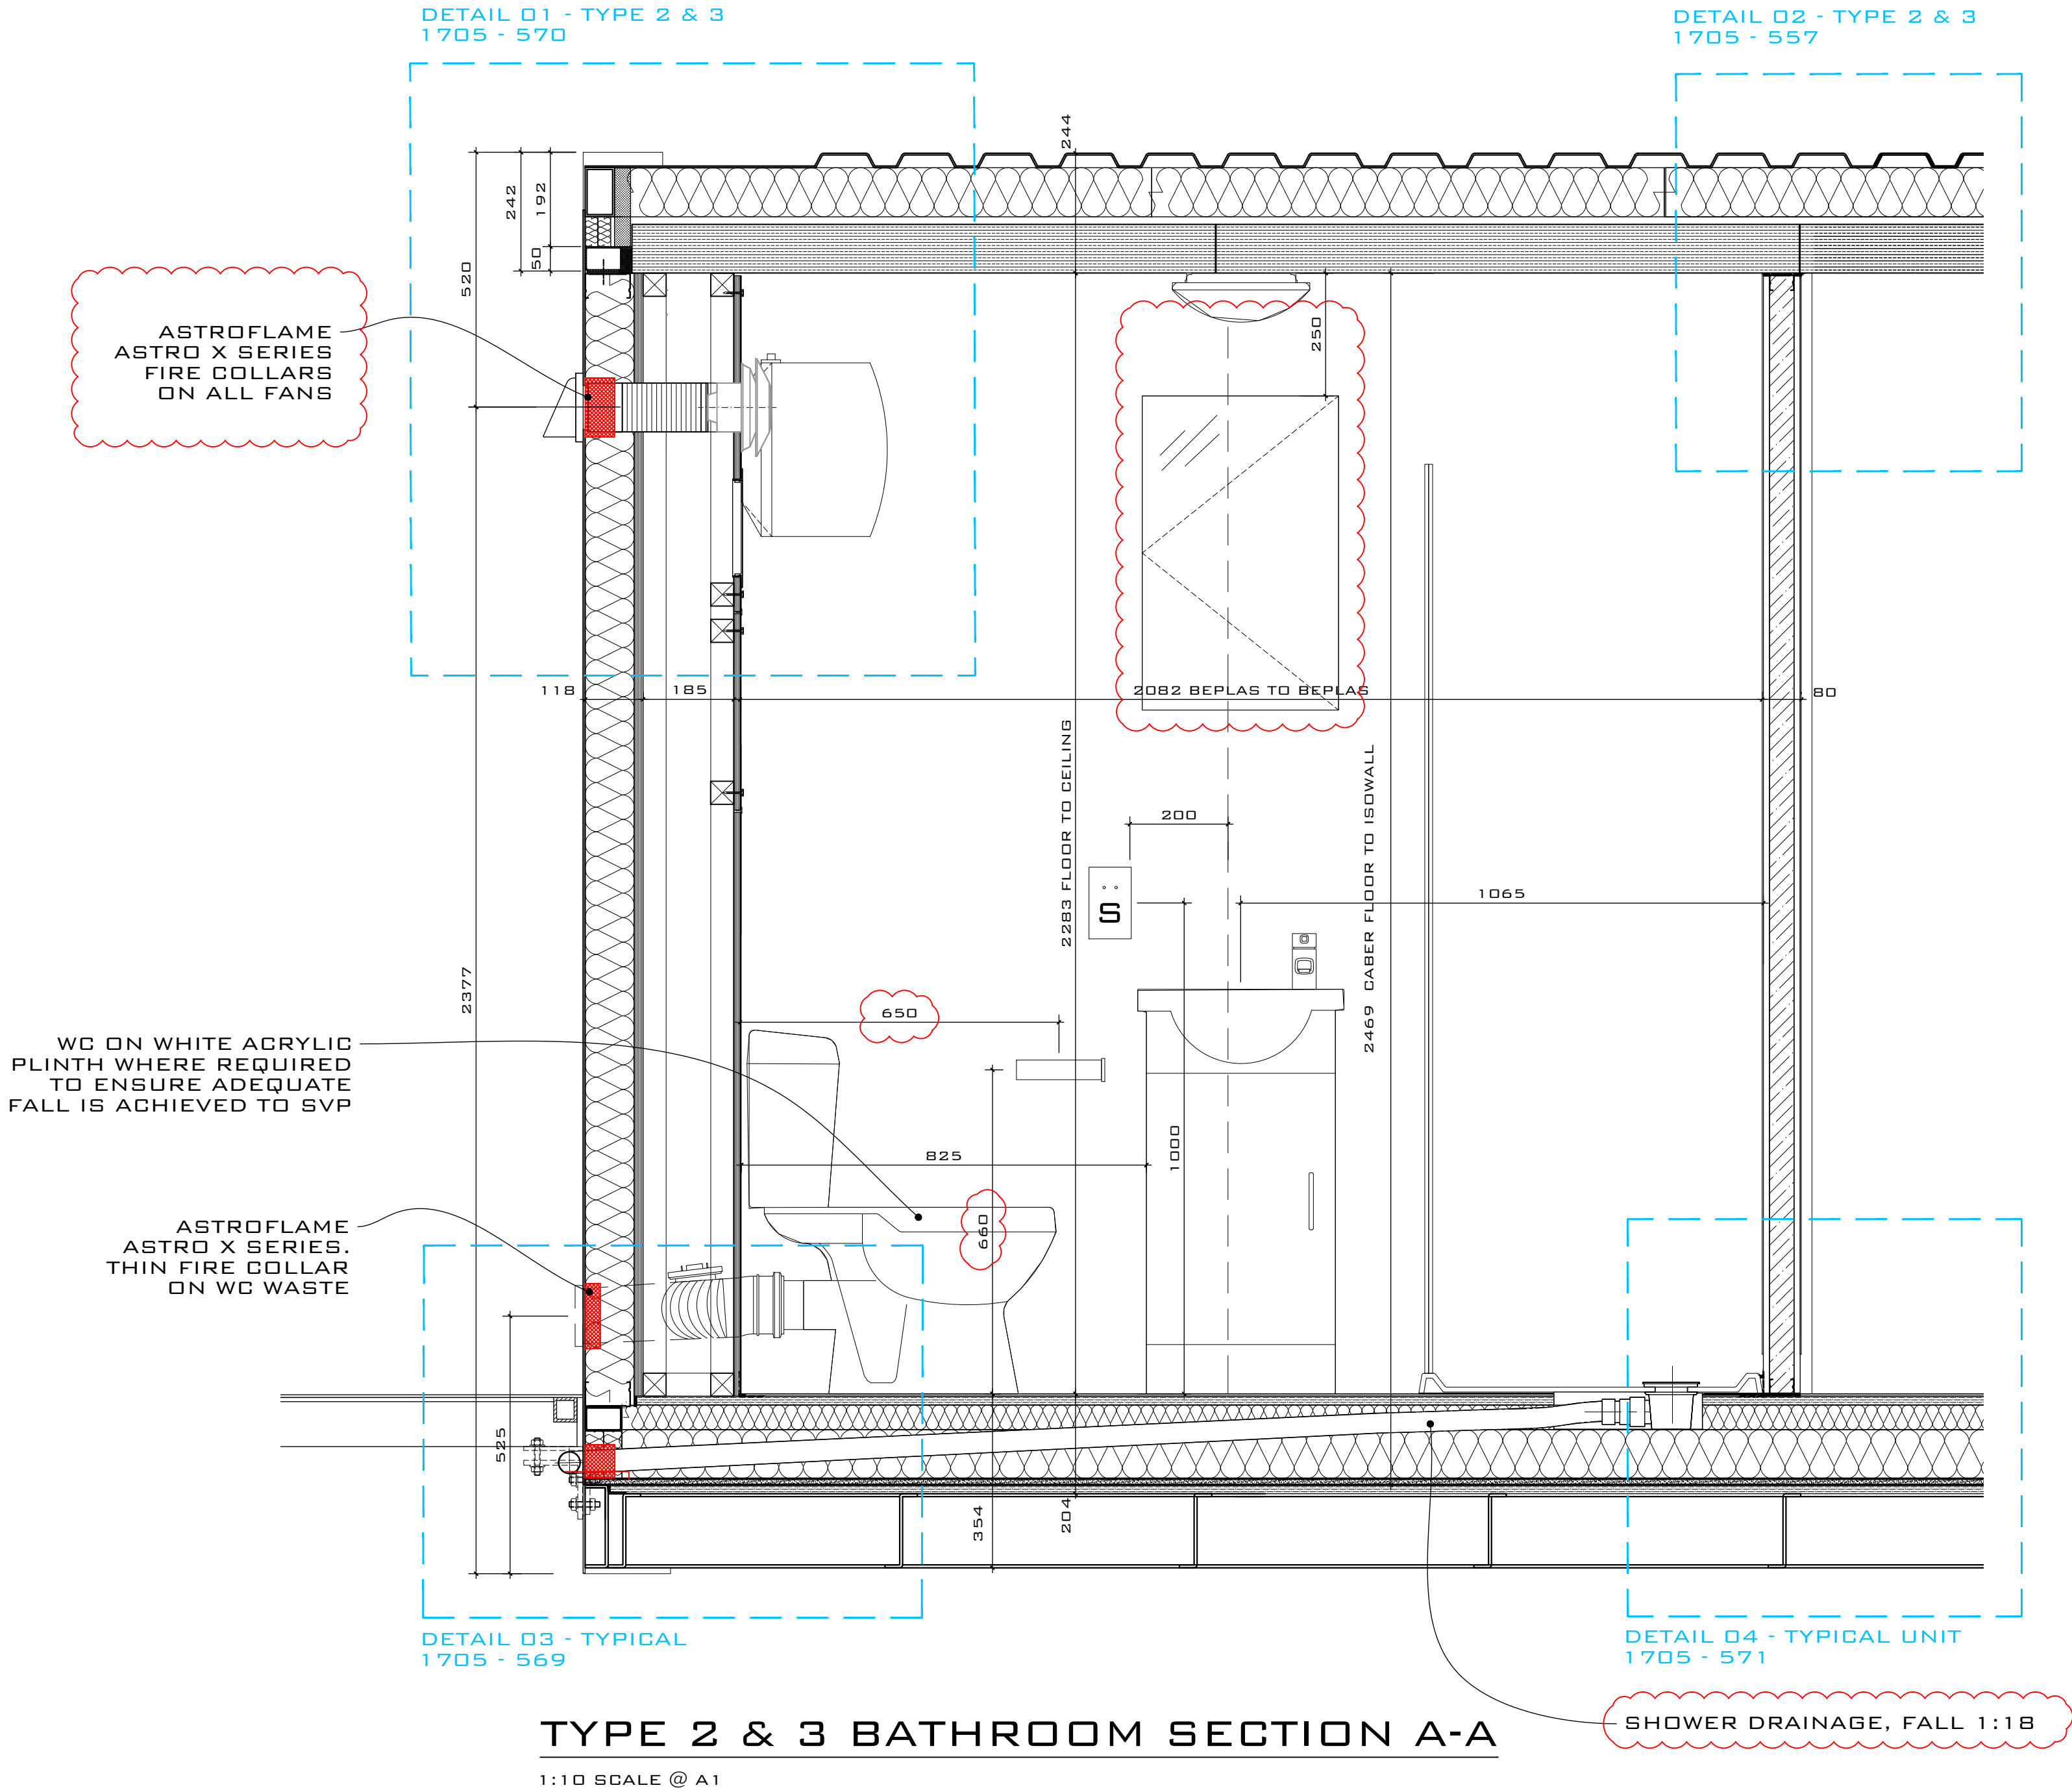 DETAIL 01 - TYPE 2 & 3
1705 - 570
DETAIL 02 - TYPE 2 & 3
1705 - 557
244
242
192
50
520
250
ASTROFLAME
ASTRO X SERIES
FIRE COLLARS
ON ALL FANS
118
185
2082 BEPLAS TO BEPLAS
80
2283 FLOOR TO CEILING
2469 CABER FLOOR TO ISOWALL
200
S
1065
2377
650
WC ON WHITE ACRYLIC
PLINTH WHERE REQUIRED
TO ENSURE ADEQUATE
FALL IS ACHIEVED TO SVP
825
1000
660
ASTROFLAME
ASTRO X SERIES.
THIN FIRE COLLAR
ON WC WASTE
525
354
204
DETAIL 03 - TYPICAL
1705 - 569
DETAIL 04 - TYPICAL UNIT
1705 - 571
SHOWER DRAINAGE, FALL 1:18
TYPE 2 & 3 BATHROOM SECTION A-A
1:10 SCALE @ A1